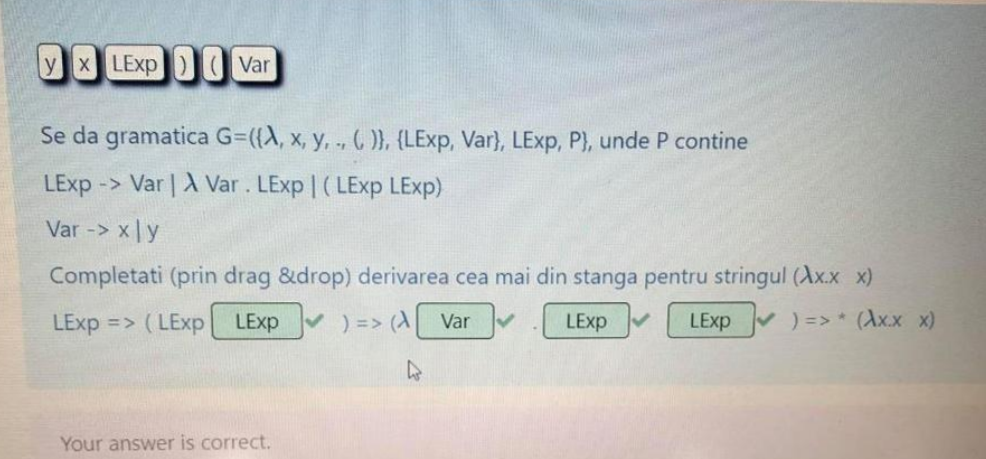 y x LExp ) ( Var
Se da gramatica G=({λ, x, y, ., (, )}, {LExp, Var}, LExp, P}, unde P contine
LExp -> Var | λ Var . LExp | ( LExp LExp)
Var -> x | y
Completati (prin drag &drop) derivarea cea mai din stanga pentru stringul (λx.x x)
LExp => ( LExp LExp ) => (λ Var . LExp LExp ) => * (λx.x x)
Your answer is correct.